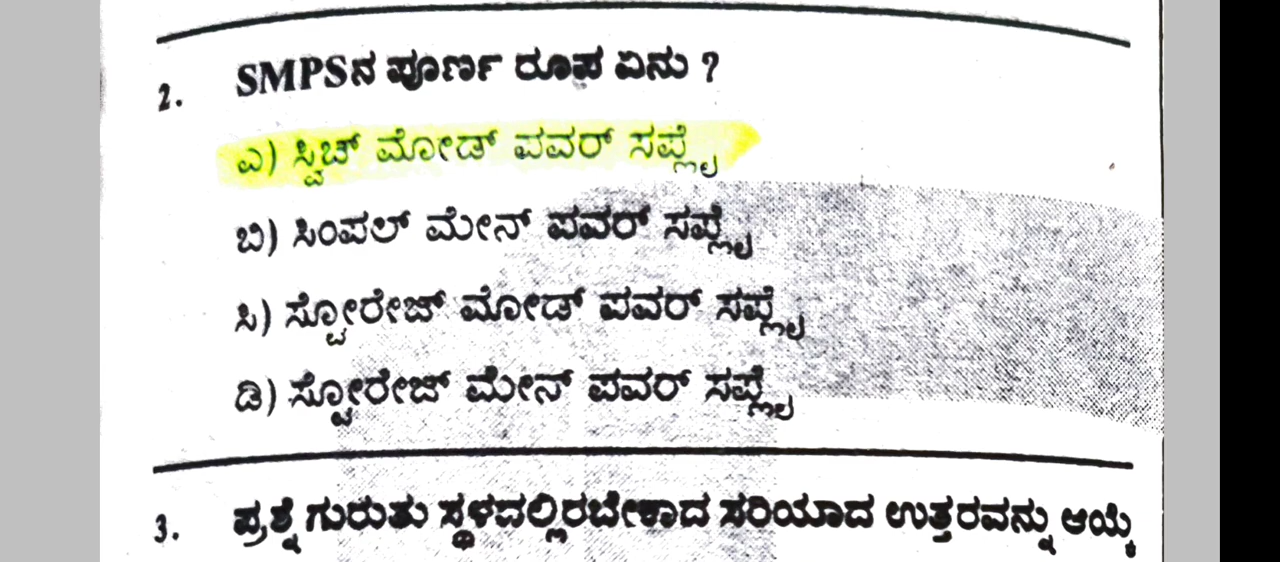 2. SMPSನ ಪೂರ್ಣ ರೂಪ ಏನು ?
ಎ) ಸ್ವಿಚ್ ಮೋಡ್ ಪವರ್ ಸಪ್ಲೈ
ಬಿ) ಸಿಂಪಲ್ ಮೇನ್ ಪವರ್ ಸಪ್ಲೈ
ಸಿ) ಸ್ಟೋರೇಜ್ ಮೋಡ್ ಪವರ್ ಸಪ್ಲೈ
ಡಿ) ಸ್ಟೋರೇಜ್ ಮೇನ್ ಪವರ್ ಸಪ್ಲೈ
3. ಪ್ರಶ್ನೆ ಗುರುತು ಸ್ಥಳದಲ್ಲಿರಬೇಕಾದ ಸರಿಯಾದ ಉತ್ತರವನ್ನು ಆಯ್ಕೆ